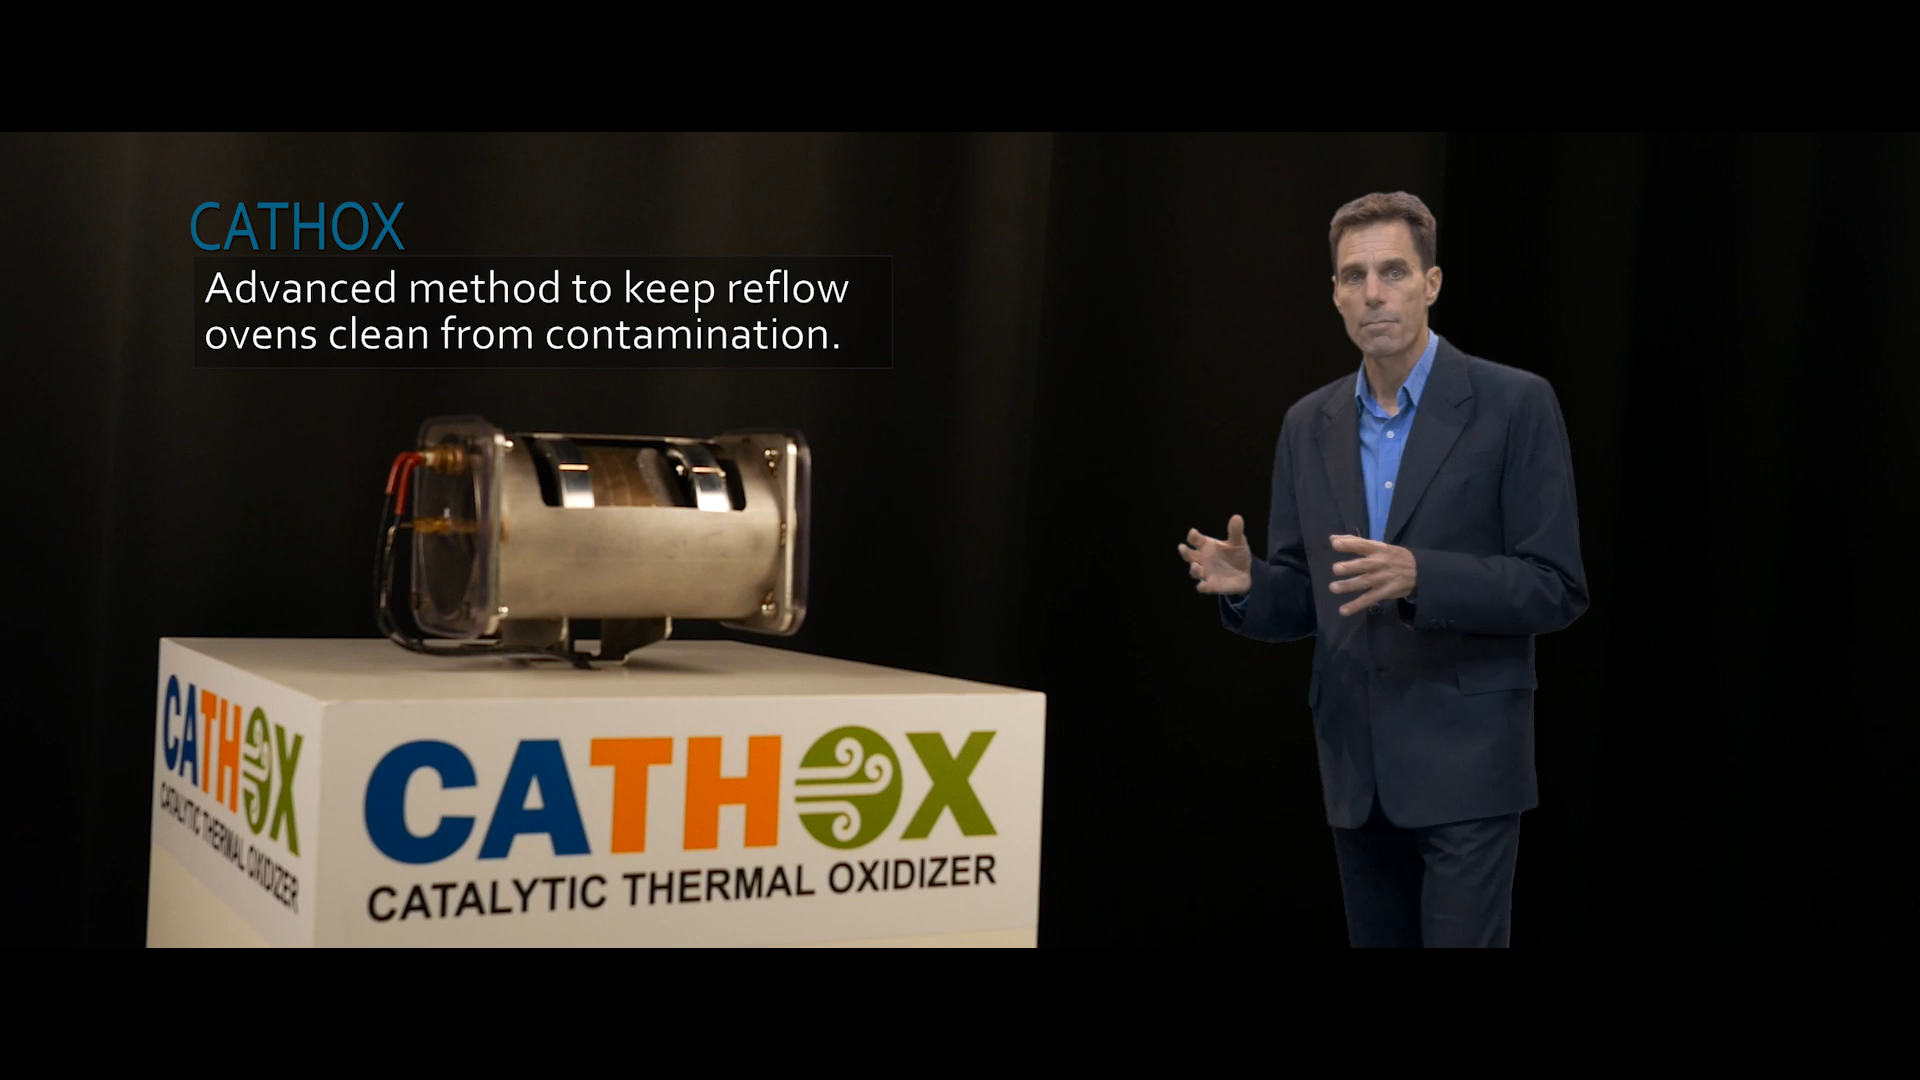 CATHOX
Advanced method to keep reflow
ovens clean from contamination.
CATHOX
CATALYTIC THERMAL OXIDIZER
CATHOX
CATALYTIC THERMAL OXIDIZER